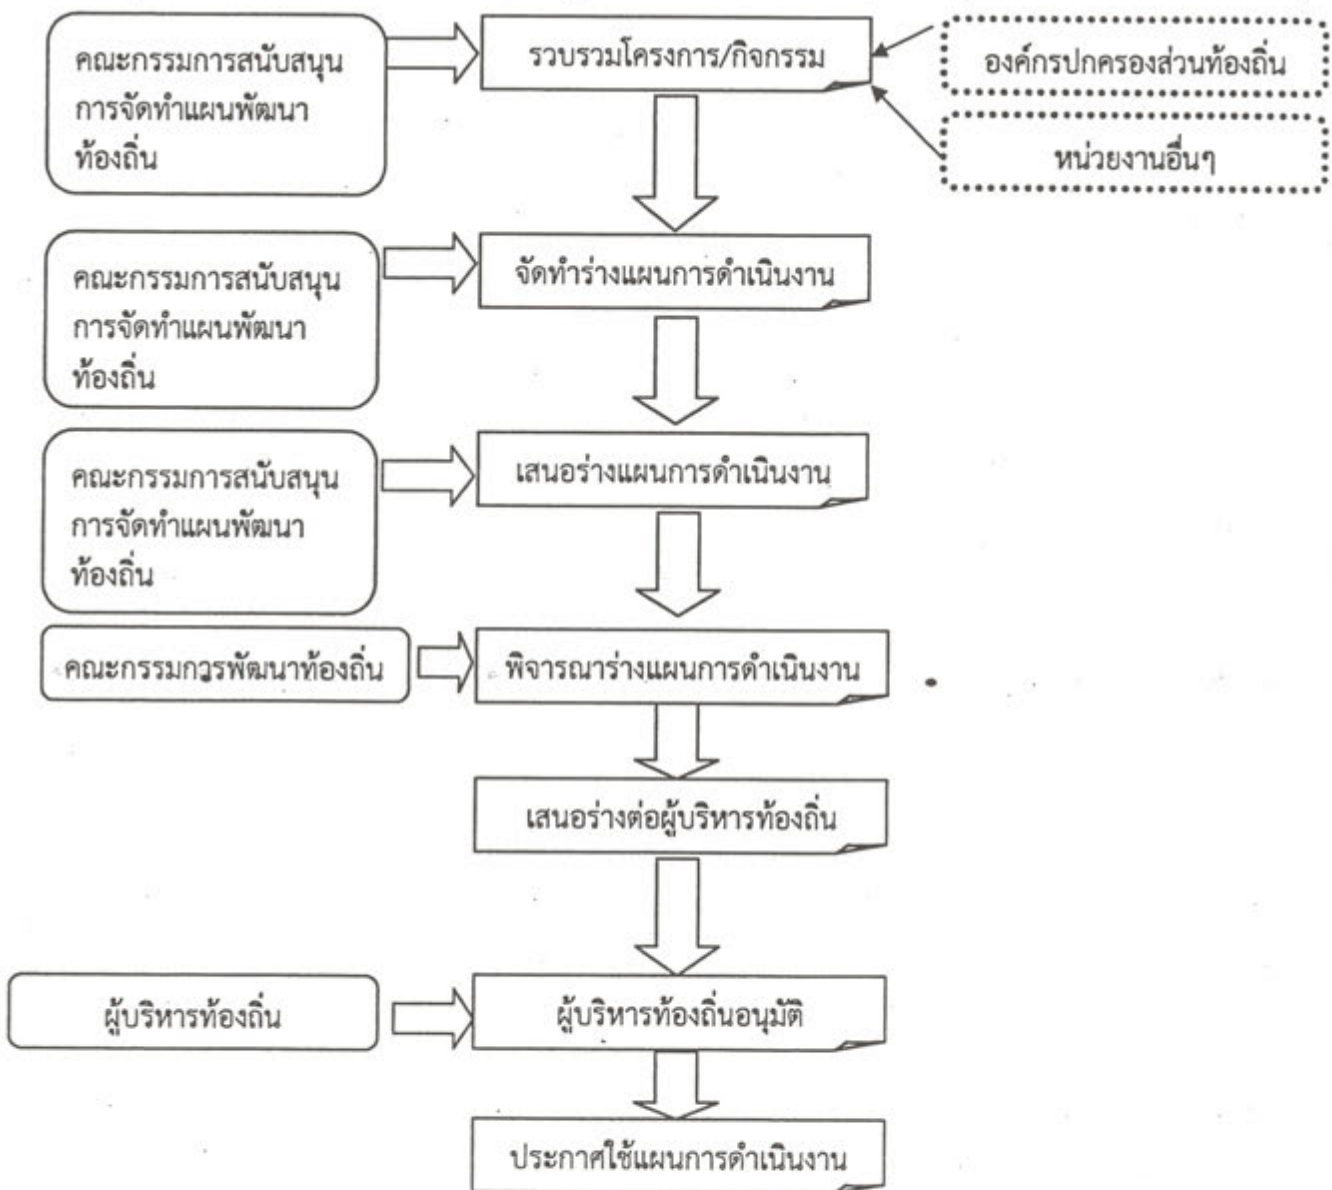 คณะกรรมการสนับสนุน
การจัดทำแผนพัฒนา
ท้องถิ่น
รวบรวมโครงการ/กิจกรรม
องค์กรปกครองส่วนท้องถิ่น
หน่วยงานอื่นๆ
คณะกรรมการสนับสนุน
การจัดทำแผนพัฒนา
ท้องถิ่น
จัดทำร่างแผนการดำเนินงาน
คณะกรรมการสนับสนุน
การจัดทำแผนพัฒนา
ท้องถิ่น
เสนอร่างแผนการดำเนินงาน
คณะกรรมการพัฒนาท้องถิ่น
พิจารณาร่างแผนการดำเนินงาน
เสนอร่างต่อผู้บริหารท้องถิ่น
ผู้บริหารท้องถิ่น
ผู้บริหารท้องถิ่นอนุมัติ
ประกาศใช้แผนการดำเนินงาน